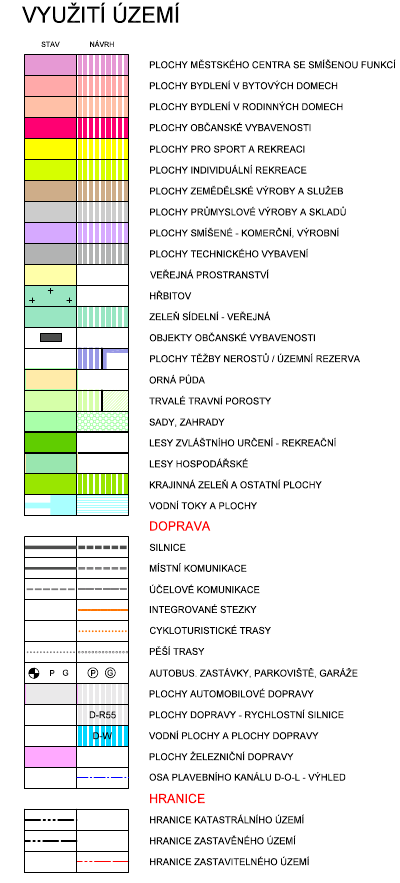 VYUŽITÍ ÚZEMÍ
STAV NÁVRH
PLOCHY MĚSTSKÉHO CENTRA SE SMÍŠENOU FUNKCÍ
PLOCHY BYDLENÍ V BYTOVÝCH DOMECH
PLOCHY BYDLENÍ V RODINNÝCH DOMECH
PLOCHY OBČANSKÉ VYBAVENOSTI
PLOCHY PRO SPORT A REKREACI
PLOCHY INDIVIDUÁLNÍ REKREACE
PLOCHY ZEMĚDĚLSKÉ VÝROBY A SLUŽEB
PLOCHY PRŮMYSLOVÉ VÝROBY A SKLADŮ
PLOCHY SMÍŠENÉ - KOMERČNÍ, VÝROBNÍ
PLOCHY TECHNICKÉHO VYBAVENÍ
VEŘEJNÁ PROSTRANSTVÍ
HŘBITOV
ZELEŇ SÍDELNÍ - VEŘEJNÁ
OBJEKTY OBČANSKÉ VYBAVENOSTI
PLOCHY TĚŽBY NEROSTŮ / ÚZEMNÍ REZERVA
ORNÁ PŮDA
TRVALÉ TRAVNÍ POROSTY
SADY, ZAHRADY
LESY ZVLÁŠTNÍHO URČENÍ - REKREAČNÍ
LESY HOSPODÁŘSKÉ
KRAJINNÁ ZELEŇ A OSTATNÍ PLOCHY
VODNÍ TOKY A PLOCHY
DOPRAVA
SILNICE
MÍSTNÍ KOMUNIKACE
ÚČELOVÉ KOMUNIKACE
INTEGROVANÉ STEZKY
CYKLOTURISTICKÉ TRASY
PĚŠÍ TRASY
P G P G AUTOBUS. ZASTÁVKY, PARKOVIŠTĚ, GARÁŽE
PLOCHY AUTOMOBILOVÉ DOPRAVY
D-R55 PLOCHY DOPRAVY - RYCHLOSTNÍ SILNICE
D-W VODNÍ PLOCHY A PLOCHY DOPRAVY
PLOCHY ŽELEZNIČNÍ DOPRAVY
OSA PLAVEBNÍHO KANÁLU D-O-L - VÝHLED
HRANICE
HRANICE KATASTRÁLNÍHO ÚZEMÍ
HRANICE ZASTAVĚNÉHO ÚZEMÍ
HRANICE ZASTAVITELNÉHO ÚZEMÍ